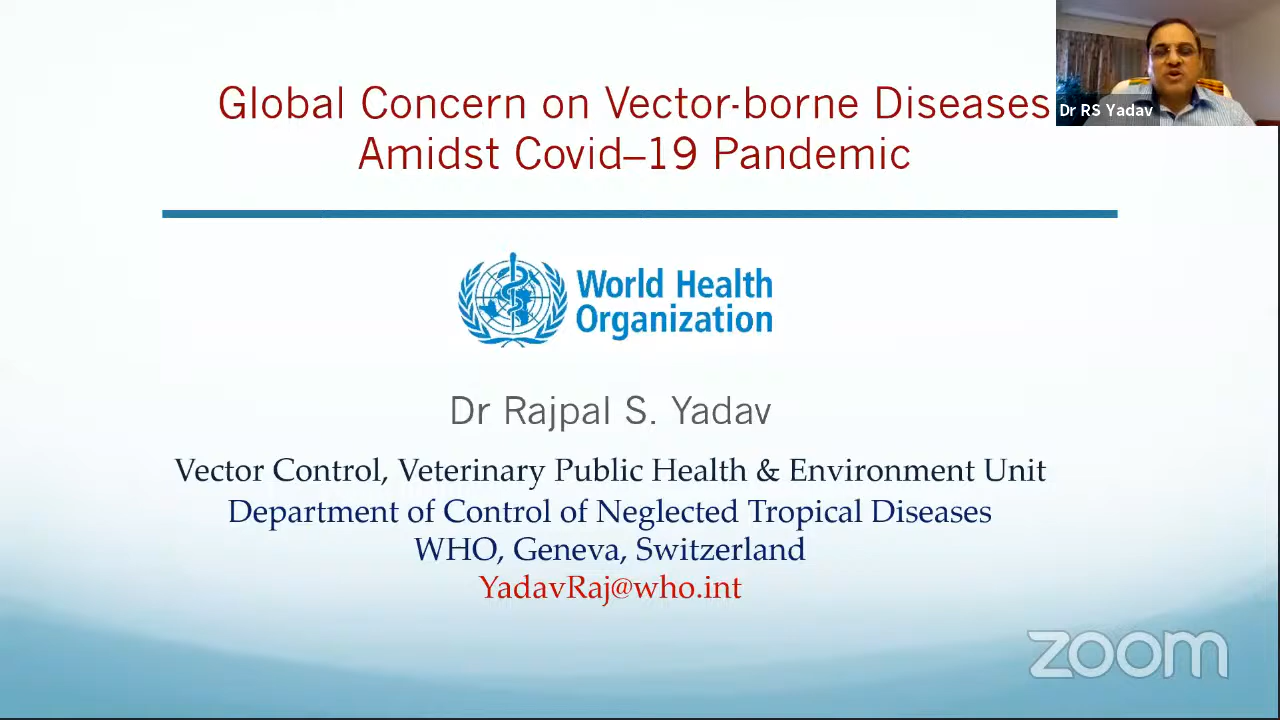 Global Concern on Vector-borne Diseases
Amidst Covid–19 Pandemic
Dr RS Yadav
World Health
Organization
Dr Rajpal S. Yadav
Vector Control, Veterinary Public Health & Environment Unit
Department of Control of Neglected Tropical Diseases
WHO, Geneva, Switzerland
YadavRaj@who.int
zoom